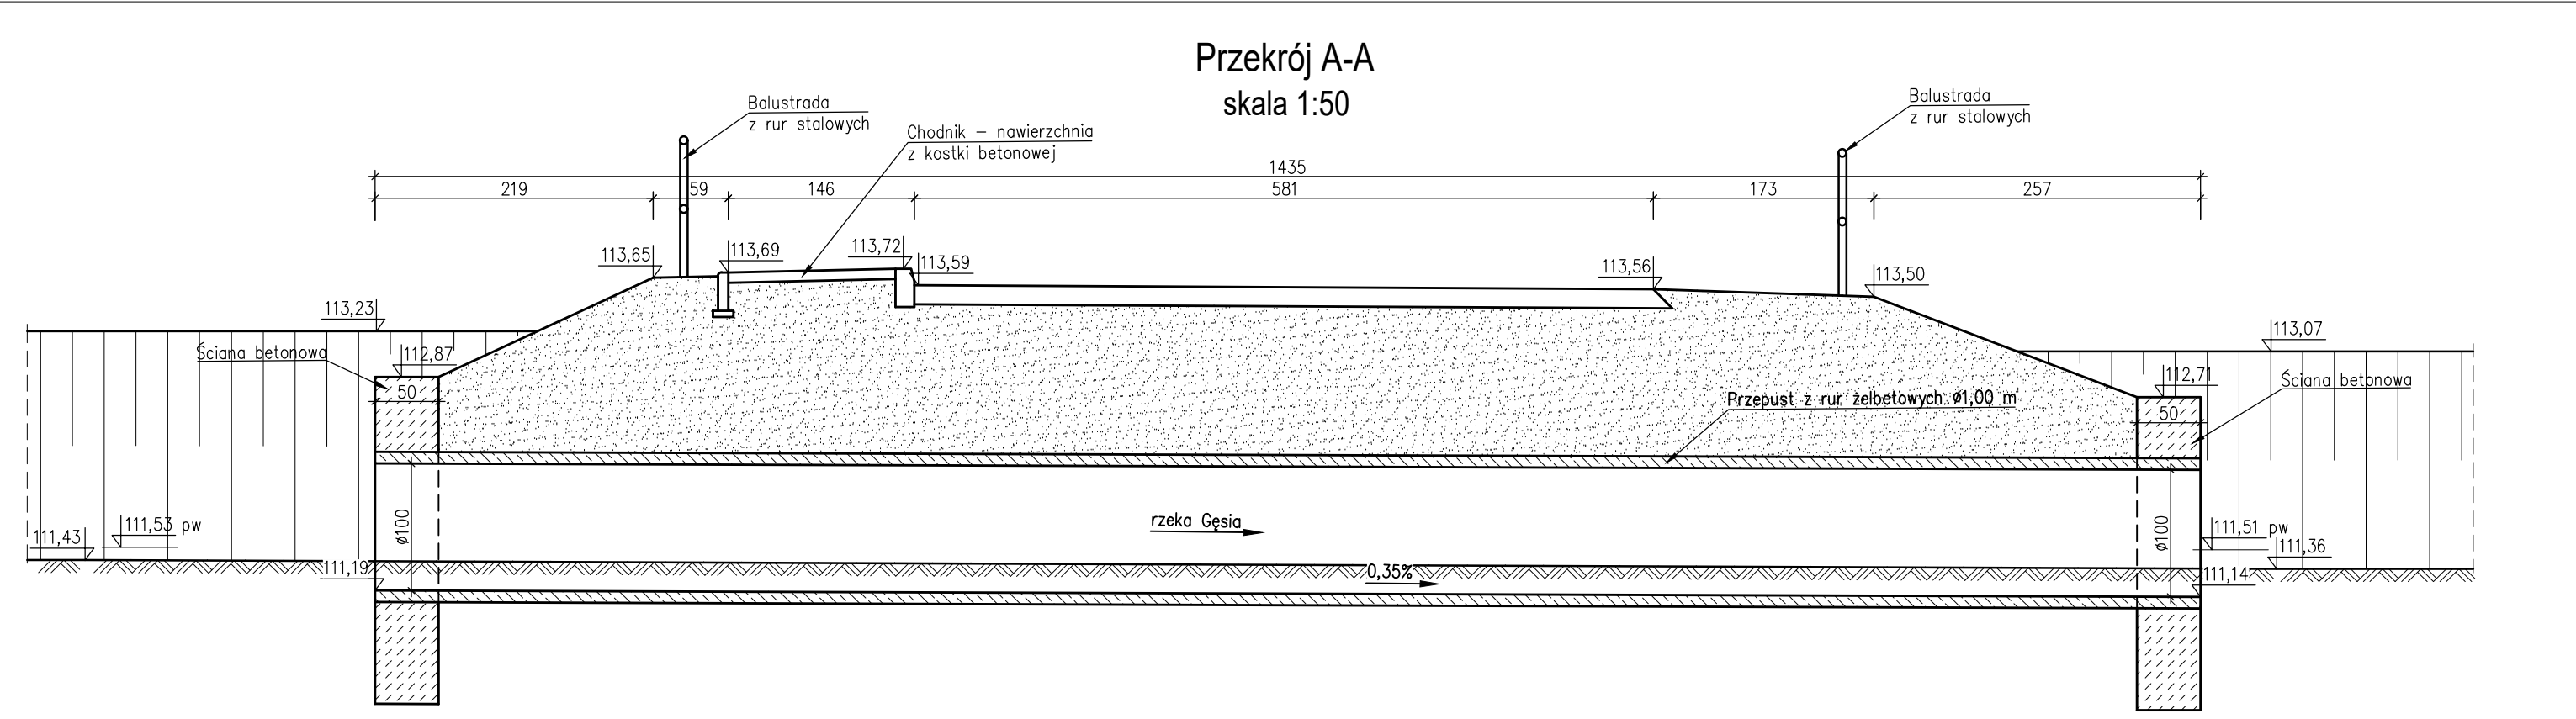 Przekrój A-A
skala 1:50
Balustrada
z rur stalowych
Chodnik – nawierzchnia
z kostki betonowej
Balustrada
z rur stalowych
1435
219
59
146
581
173
257
113,65
113,69
113,72
113,59
113,56
113,50
113,23
113,07
Ściana betonowa
112,87
50
112,71
50
Ściana betonowa
Przepust z rur żelbetowych ø1,00 m
111,43
111,53 pw
111,19
ø100
rzeka Gęsia
0,35%
ø100
111,51 pw
111,36
111,14